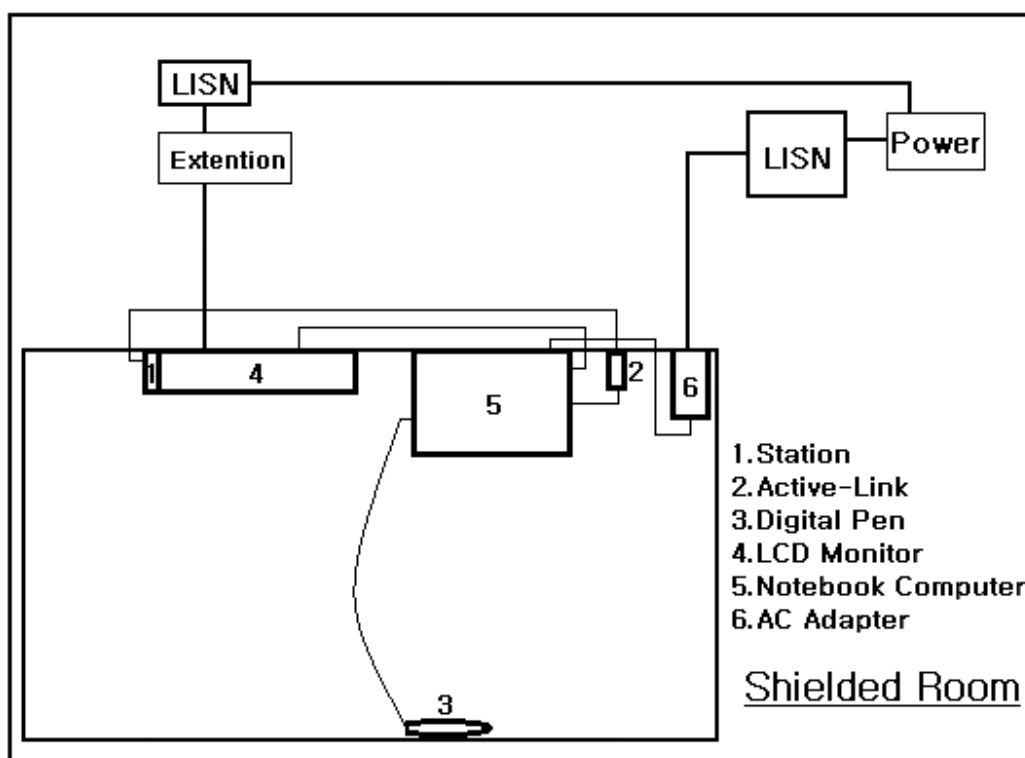 LISN
Extention
LISN
Power
1
4
5
2
6
3
1.Station
2.Active-Link
3.Digital Pen
4.LCD Monitor
5.Notebook Computer
6.AC Adapter
Shielded Room